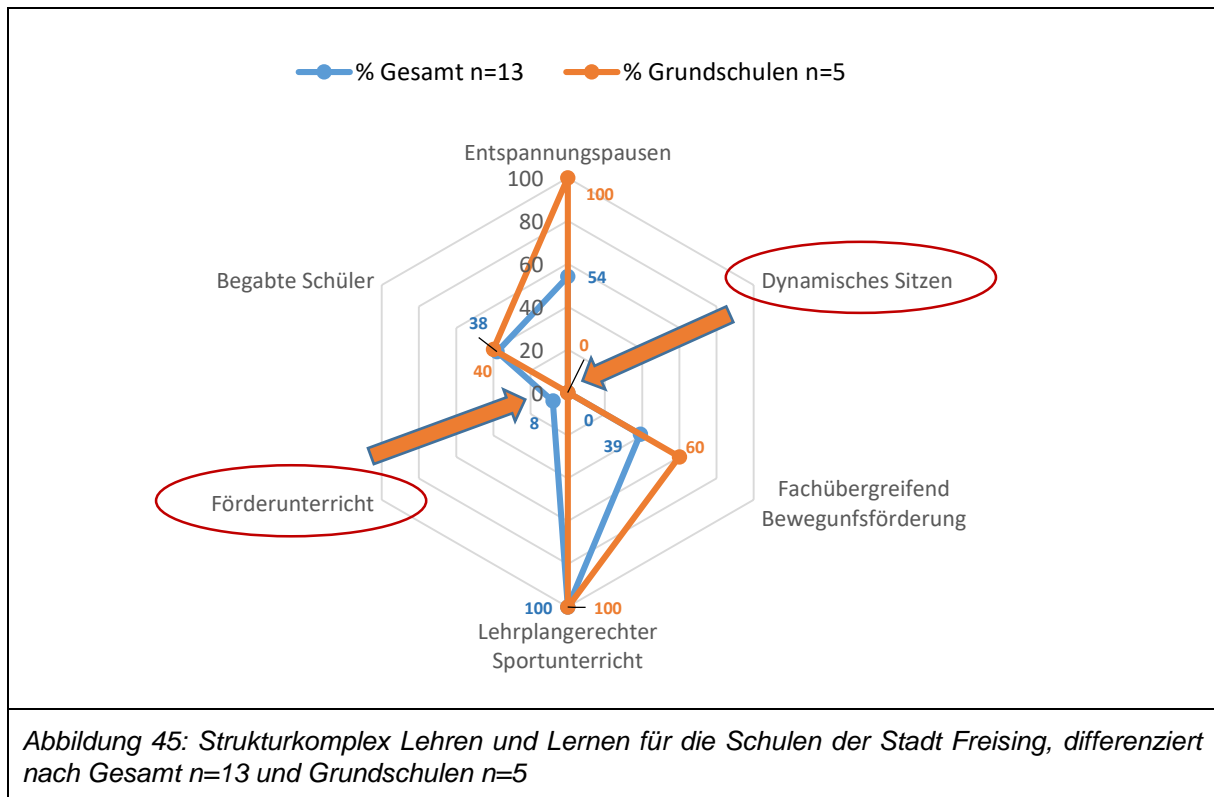 % Gesamt n=13
% Grundschulen n=5
Entspannungspausen
100
100
80
60
54
40
20
0
0
0
Dynamisches Sitzen
Begabte Schüler
38
40
8
39
60
Förderunterricht
Fachübergreifend
Bewegunfsförderung
100
100
Lehrplangerechter
Sportunterricht
Abbildung 45: Strukturkomplex Lehren und Lernen für die Schulen der Stadt Freising, differenziert
nach Gesamt n=13 und Grundschulen n=5